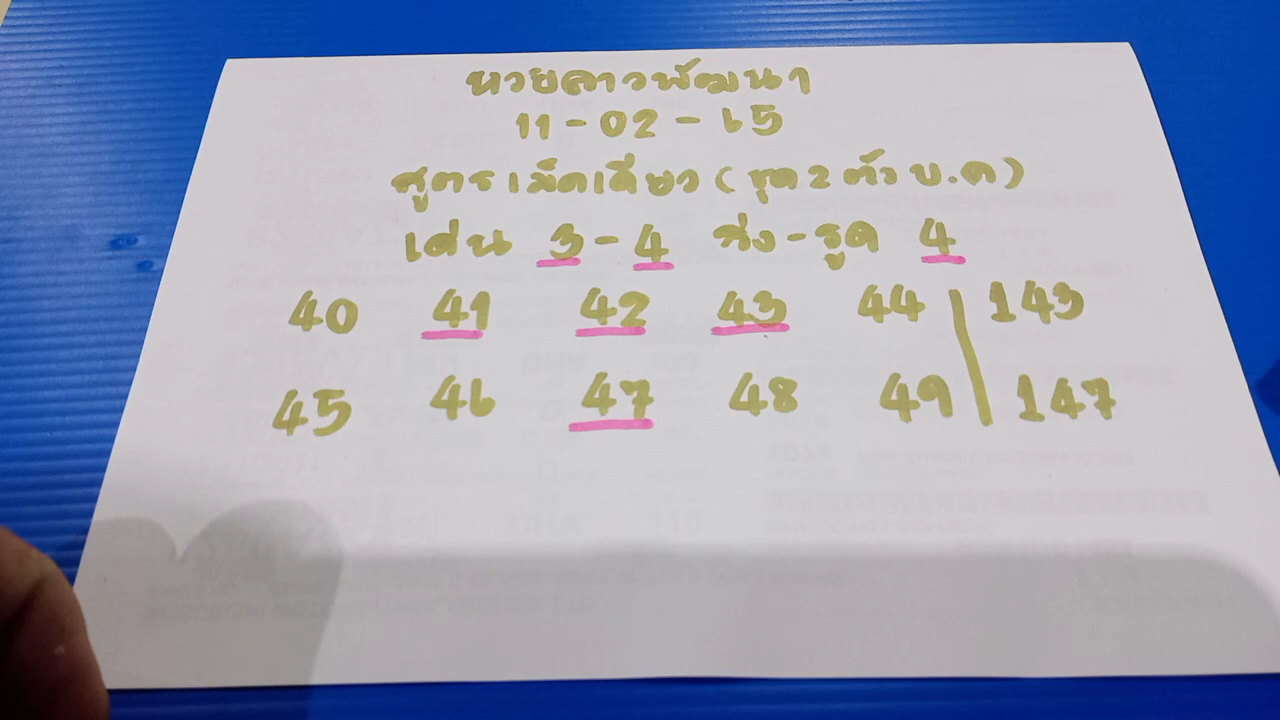 หวยลาวพัฒนา
11-02-65
สูตรเม็ดเดียว (ชุด 2 ตัว บ.ล)
เด่น 3-4 วิ่ง-รูด 4
40 41 42 43 44 | 143
45 46 47 48 49 | 147